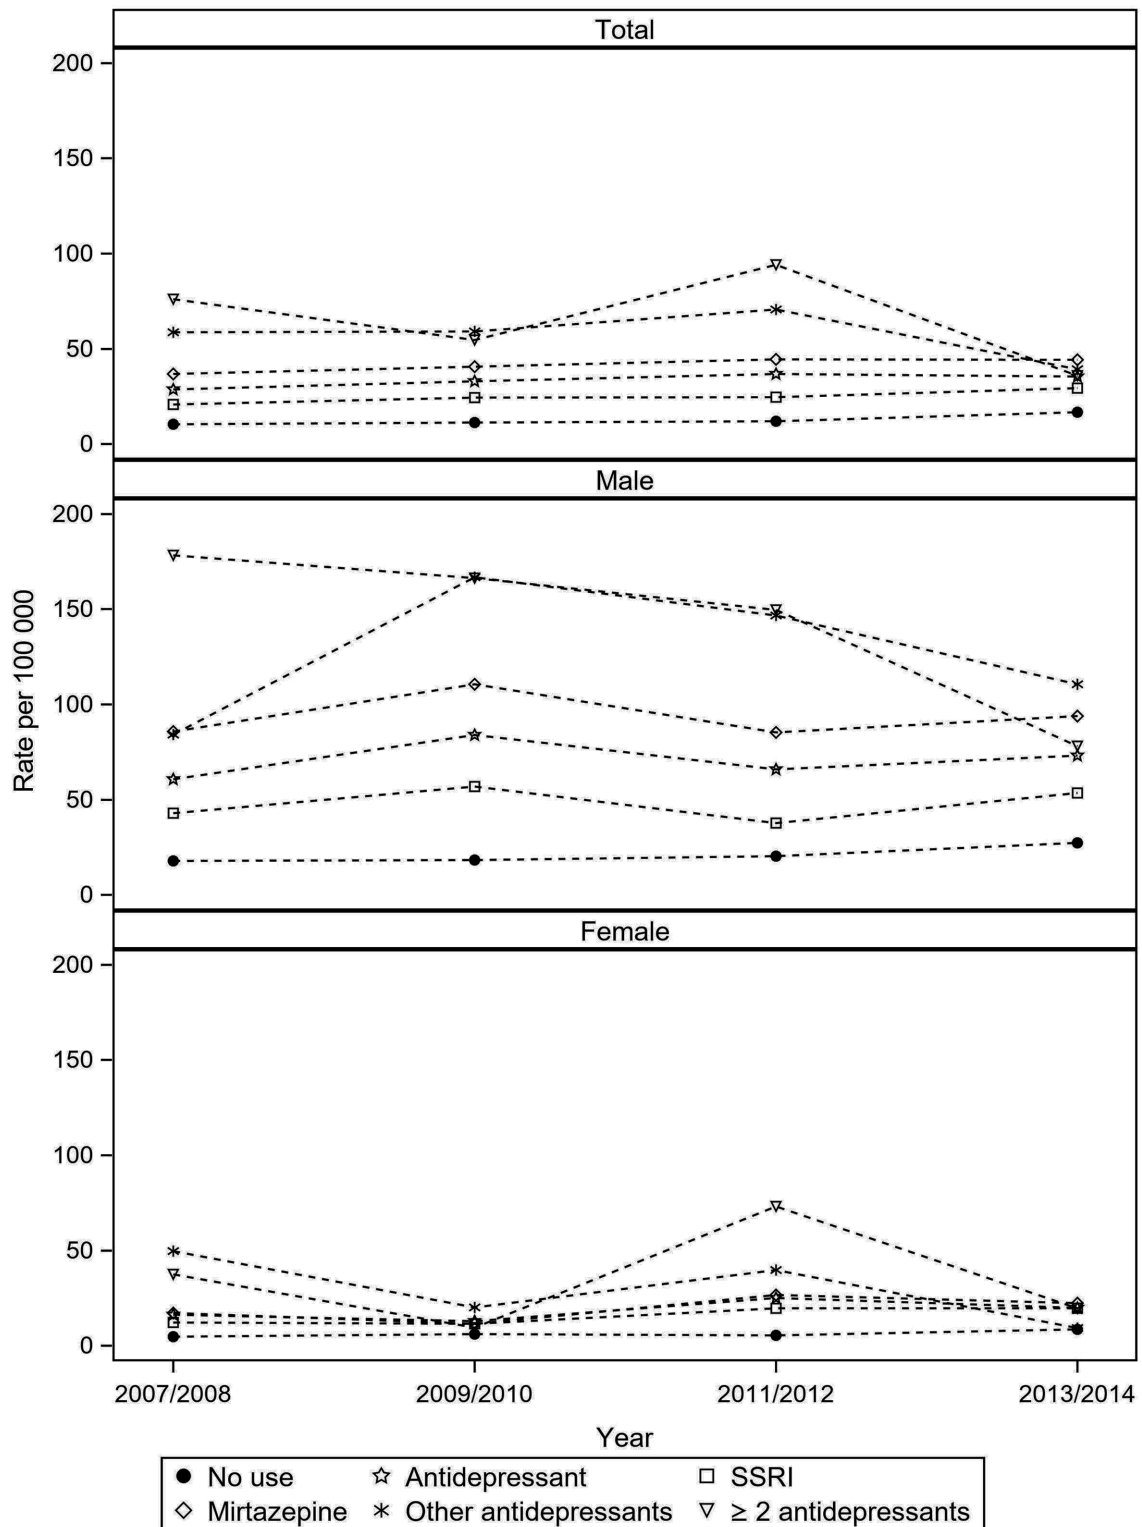 Total
200
150
100
50
0
Male
200
150
100
50
0
Rate per 100 000
Female
200
150
100
50
0
2007/2008 2009/2010 2011/2012 2013/2014
Year
No use Antidepressant SSRI
Mirtazepine Other antidepressants ≥ 2 antidepressants